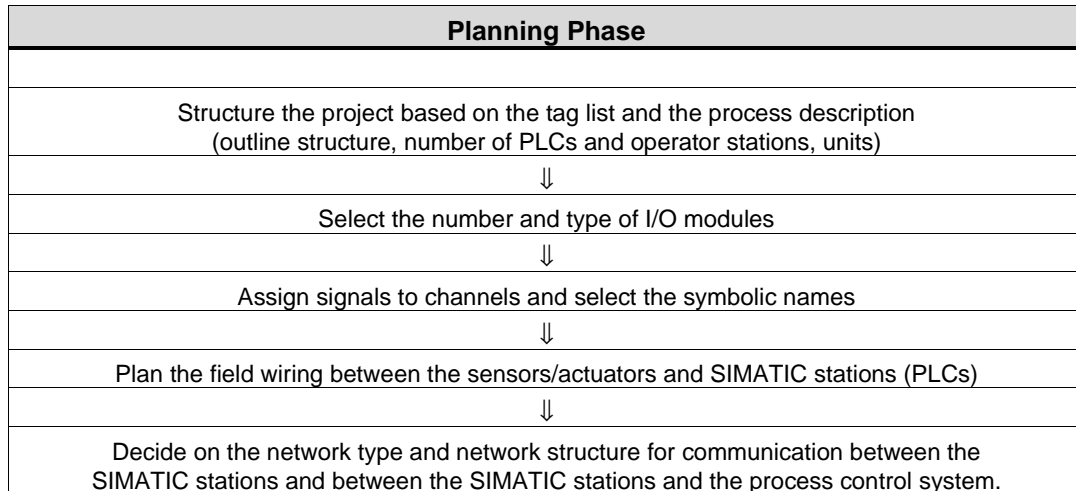 Planning Phase
Structure the project based on the tag list and the process description
(outline structure, number of PLCs and operator stations, units)
⇓
Select the number and type of I/O modules
⇓
Assign signals to channels and select the symbolic names
⇓
Plan the field wiring between the sensors/actuators and SIMATIC stations (PLCs)
⇓
Decide on the network type and network structure for communication between the
SIMATIC stations and between the SIMATIC stations and the process control system.